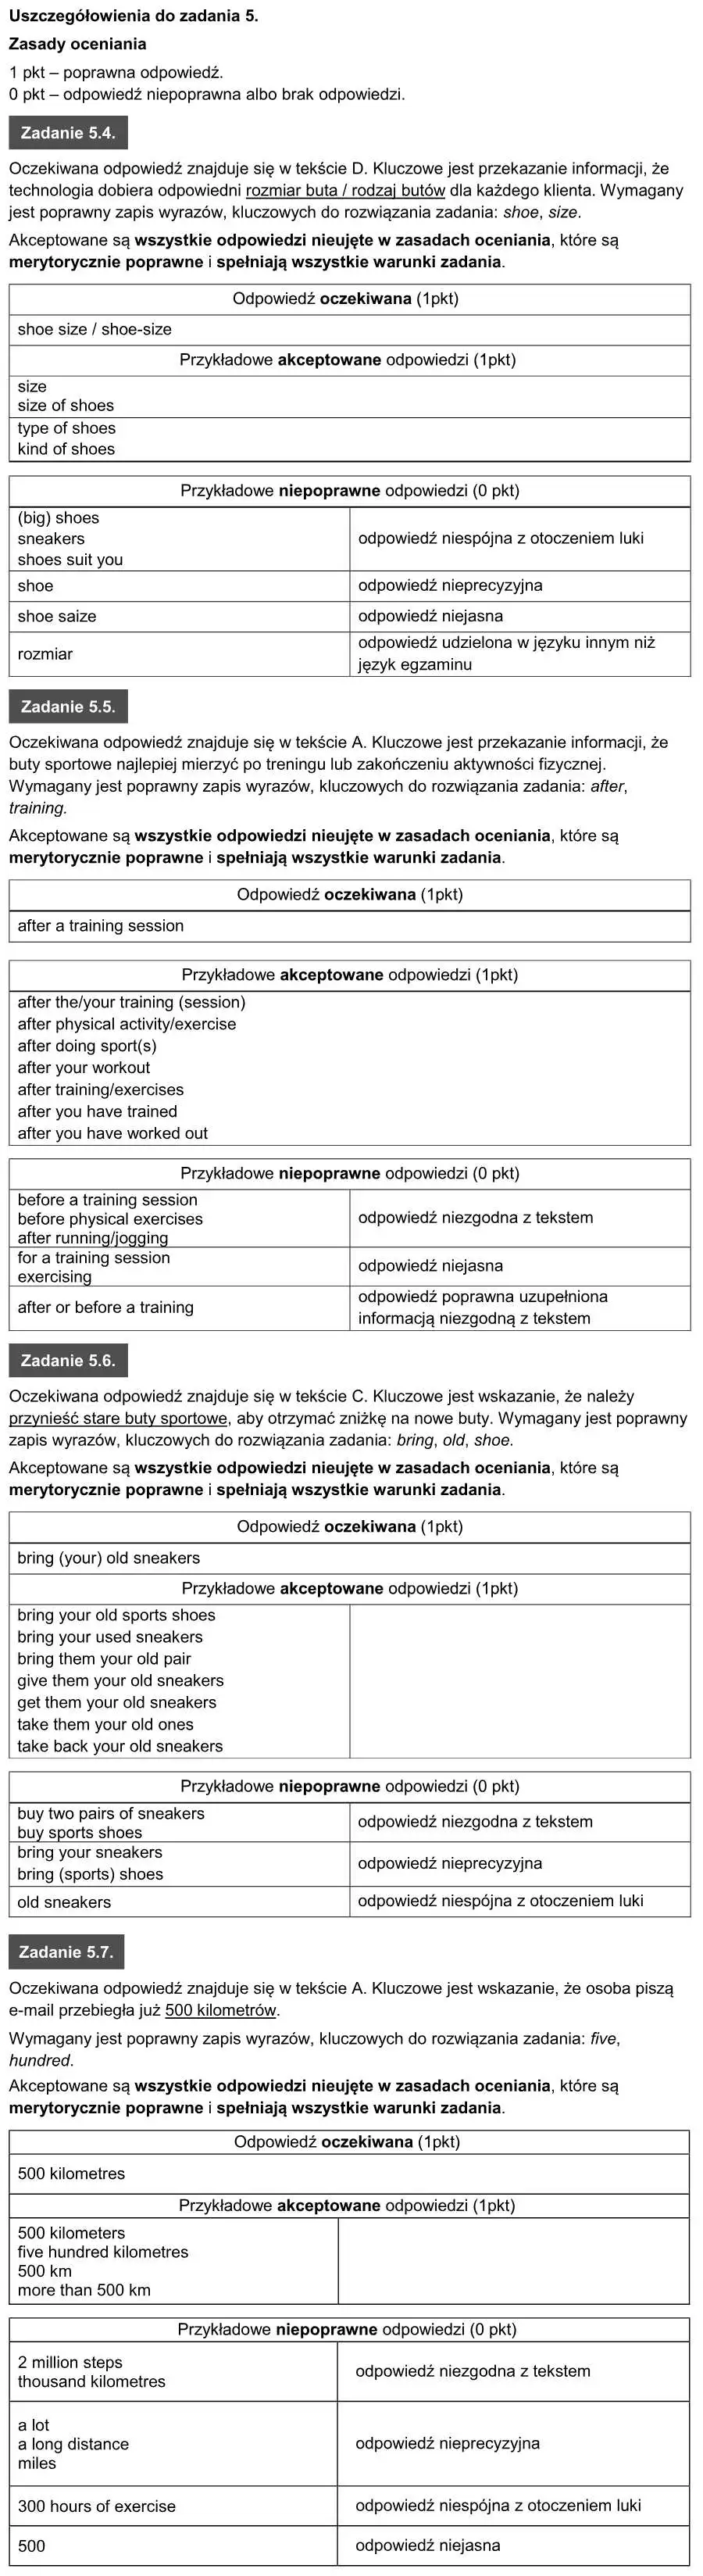 Uszczegółowienia do zadania 5.
Zasady oceniania
1 pkt – poprawna odpowiedź.
0 pkt – odpowiedź niepoprawna albo brak odpowiedzi.
Zadanie 5.4.
Oczekiwana odpowiedź znajduje się w tekście D. Kluczowe jest przekazanie informacji, że
technologia dobiera odpowiedni rozmiar buta / rodzaj butów dla każdego klienta. Wymagany
jest poprawny zapis wyrazów, kluczowych do rozwiązania zadania: shoe, size.
Akceptowane są wszystkie odpowiedzi nieujęte w zasadach oceniania, które są
merytorycznie poprawne i spełniają wszystkie warunki zadania.
Odpowiedź oczekiwana (1pkt)
shoe size / shoe-size
Przykładowe akceptowane odpowiedzi (1pkt)
size
size of shoes
type of shoes
kind of shoes
Przykładowe niepoprawne odpowiedzi (0 pkt)
(big) shoes
sneakers
shoes suit you
odpowiedź niespójna z otoczeniem luki
shoe
odpowiedź nieprecyzyjna
shoe saize
odpowiedź niejasna
rozmiar
odpowiedź udzielona w języku innym niż
język egzaminu
Zadanie 5.5.
Oczekiwana odpowiedź znajduje się w tekście A. Kluczowe jest przekazanie informacji, że
buty sportowe najlepiej mierzyć po treningu lub zakończeniu aktywności fizycznej.
Wymagany jest poprawny zapis wyrazów, kluczowych do rozwiązania zadania: after,
training.
Akceptowane są wszystkie odpowiedzi nieujęte w zasadach oceniania, które są
merytorycznie poprawne i spełniają wszystkie warunki zadania.
Odpowiedź oczekiwana (1pkt)
after a training session
Przykładowe akceptowane odpowiedzi (1pkt)
after the/your training (session)
after physical activity/exercise
after doing sport(s)
after your workout
after training/exercises
after you have trained
after you have worked out
Przykładowe niepoprawne odpowiedzi (0 pkt)
before a training session
before physical exercises
after running/jogging
odpowiedź niezgodna z tekstem
for a training session
exercising
odpowiedź niejasna
after or before a training
odpowiedź poprawna uzupełniona
informacją niezgodną z tekstem
Zadanie 5.6.
Oczekiwana odpowiedź znajduje się w tekście C. Kluczowe jest wskazanie, że należy
przynieść stare buty sportowe, aby otrzymać zniżkę na nowe buty. Wymagany jest poprawny
zapis wyrazów, kluczowych do rozwiązania zadania: bring, old, shoe.
Akceptowane są wszystkie odpowiedzi nieujęte w zasadach oceniania, które są
merytorycznie poprawne i spełniają wszystkie warunki zadania.
Odpowiedź oczekiwana (1pkt)
bring (your) old sneakers
Przykładowe akceptowane odpowiedzi (1pkt)
bring your old sports shoes
bring your used sneakers
bring them your old pair
give them your old sneakers
get them your old sneakers
take them your old ones
take back your old sneakers
Przykładowe niepoprawne odpowiedzi (0 pkt)
buy two pairs of sneakers
buy sports shoes
odpowiedź niezgodna z tekstem
bring your sneakers
bring (sports) shoes
odpowiedź nieprecyzyjna
old sneakers
odpowiedź niespójna z otoczeniem luki
Zadanie 5.7.
Oczekiwana odpowiedź znajduje się w tekście A. Kluczowe jest wskazanie, że osoba piszą
e-mail przebiegła już 500 kilometrów.
Wymagany jest poprawny zapis wyrazów, kluczowych do rozwiązania zadania: five,
hundred.
Akceptowane są wszystkie odpowiedzi nieujęte w zasadach oceniania, które są
merytorycznie poprawne i spełniają wszystkie warunki zadania.
Odpowiedź oczekiwana (1pkt)
500 kilometres
Przykładowe akceptowane odpowiedzi (1pkt)
500 kilometers
five hundred kilometres
500 km
more than 500 km
Przykładowe niepoprawne odpowiedzi (0 pkt)
2 million steps
thousand kilometres
odpowiedź niezgodna z tekstem
a lot
a long distance
miles
odpowiedź nieprecyzyjna
300 hours of exercise
odpowiedź niespójna z otoczeniem luki
500
odpowiedź niejasna